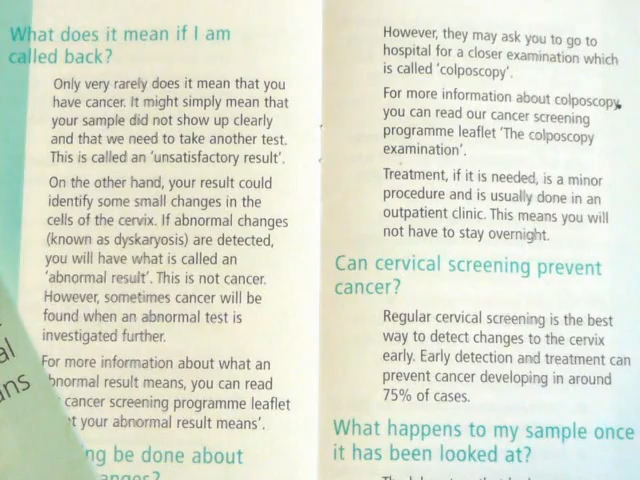 What does it mean if I am
called back?
Only very rarely does it mean that you
have cancer. It might simply mean that
your sample did not show up clearly
and that we need to take another test.
This is called an 'unsatisfactory result'.
On the other hand, your result could
identify some small changes in the
cells of the cervix. If abnormal changes
(known as dyskaryosis) are detected,
you will have what is called an
'abnormal result'. This is not cancer.
However, sometimes cancer will be
found when an abnormal test is
investigated further.
For more information about what an
abnormal result means, you can read
cancer screening programme leaflet
your abnormal result means'.
be done about
However, they may ask you to go to
hospital for a closer examination which
is called 'colposcopy'.
For more information about colposcopy,
you can read our cancer screening
programme leaflet 'The colposcopy
examination'.
Treatment, if it is needed, is a minor
procedure and is usually done in an
outpatient clinic. This means you will
not have to stay overnight.
Can cervical screening prevent
cancer?
Regular cervical screening is the best
way to detect changes to the cervix
early. Early detection and treatment can
prevent cancer developing in around
75% of cases.
What happens to my sample once
it has been looked at?